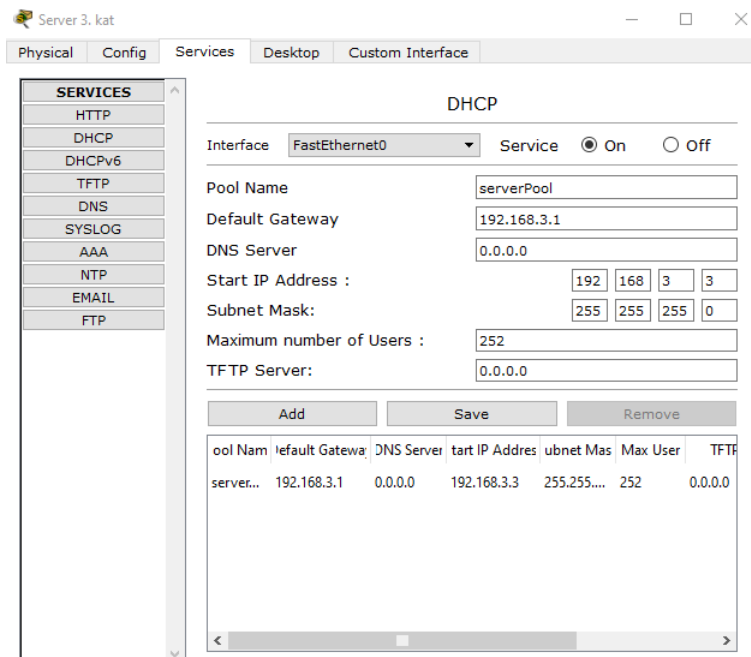 Server 3. kat
Physical Config Services Desktop Custom Interface
SERVICES
HTTP
DHCP
DHCPv6
TFTP
DNS
SYSLOG
AAA
NTP
EMAIL
FTP
DHCP
Interface FastEthernet0 Service On Off
Pool Name serverPool
Default Gateway 192.168.3.1
DNS Server 0.0.0.0
Start IP Address : 192 168 3 3
Subnet Mask: 255 255 255 0
Maximum number of Users : 252
TFTP Server: 0.0.0.0
Add Save Remove
ool Nam efault Gateway DNS Server tart IP Addres ubnet Mas Max User TFTP
server... 192.168.3.1 0.0.0.0 192.168.3.3 255.255.... 252 0.0.0.0